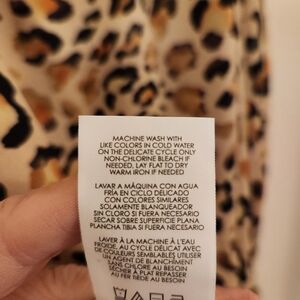 MACHINE WASH WITH
LIKE COLORS IN COLD WATER
ON THE DELICATE CYCLE ONLY
NON-CHLORINE BLEACH IF
NEEDED, LAY FLAT TO DRY
WARM IRON IF NEEDED
LAVAR A MÁQUINA CON AGUA
FRÍA EN CICLO DELICADO
CON COLORES SIMILARES
SOLAMENTE BLANQUEADOR
SIN CLORO SI FUERA NECESARIO
SECAR SOBRE SUPERFICIE PLANA
PLANCHA TIBIA SI FUERA NECESARIO
LAVER À LA MACHINE À L'EAU
FROIDE, AU CYCLE DÉLICAT AVEC
DE COULEURS SEMBLABLES UTILISER
UN AGENT DE BLANCHIMENT
SANS CHLORE AU BESOIN
SÉCHER À PLAT REPASSER
AU FER TIÈDE AU BESOIN